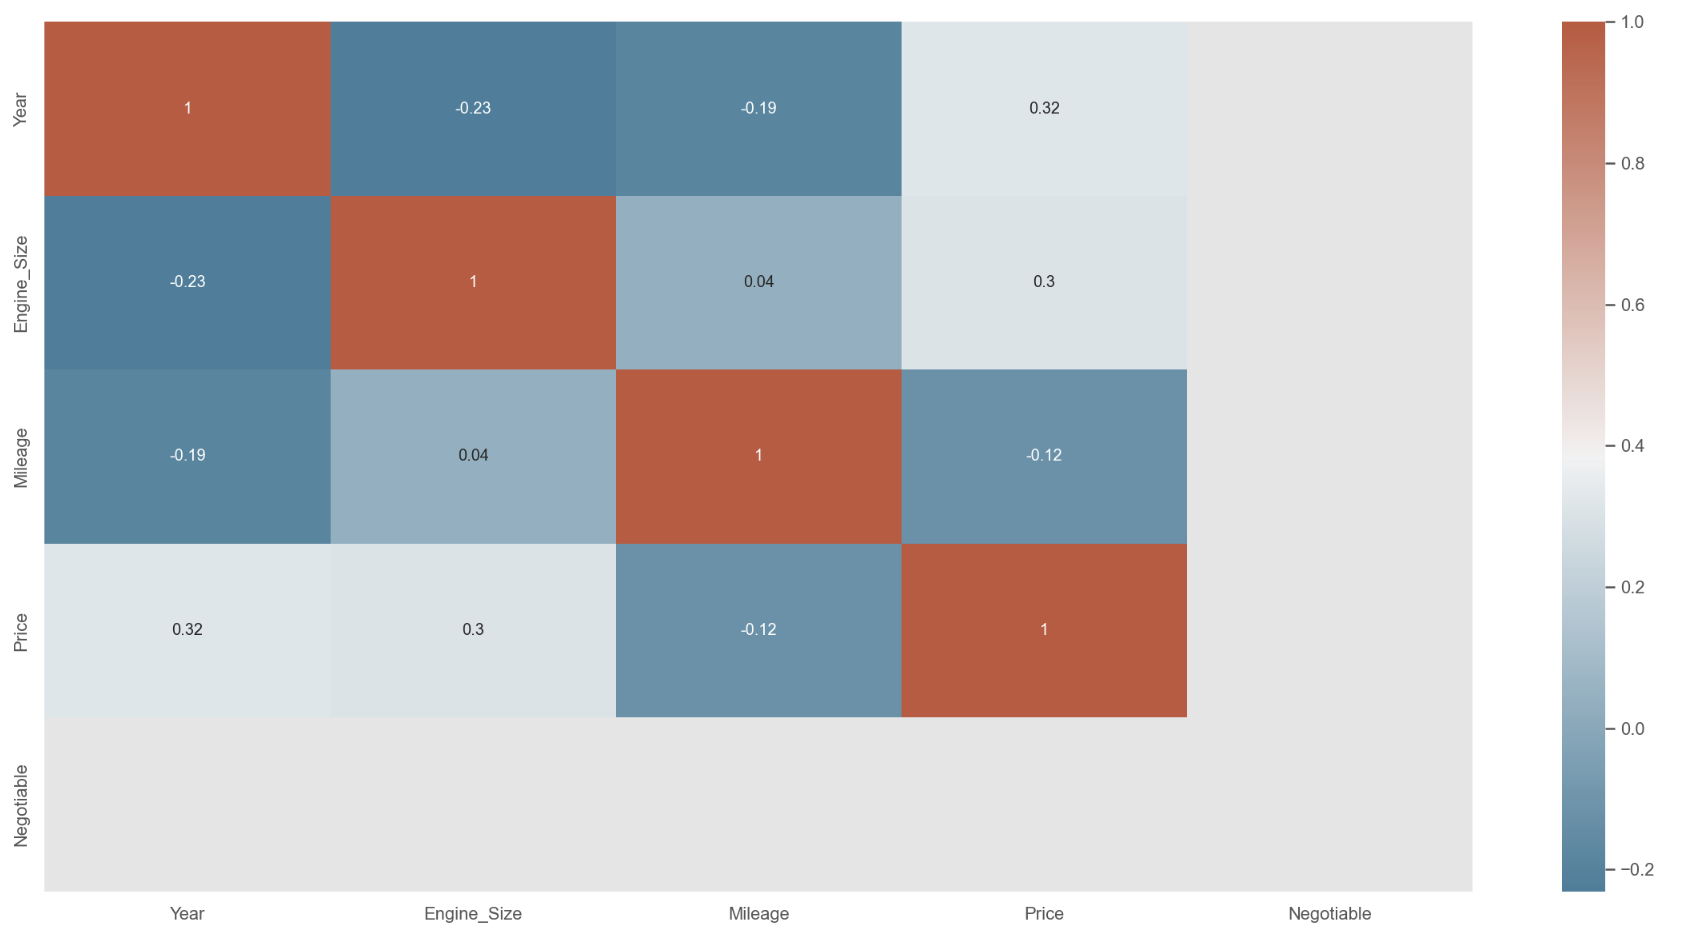 Year
1
-0.23
-0.19
0.32
Engine_Size
-0.23
1
0.04
0.3
Mileage
-0.19
0.04
1
-0.12
Price
0.32
0.3
-0.12
1
Negotiable
Year
Engine_Size
Mileage
Price
Negotiable
1.0
0.8
0.6
0.4
0.2
0.0
−0.2